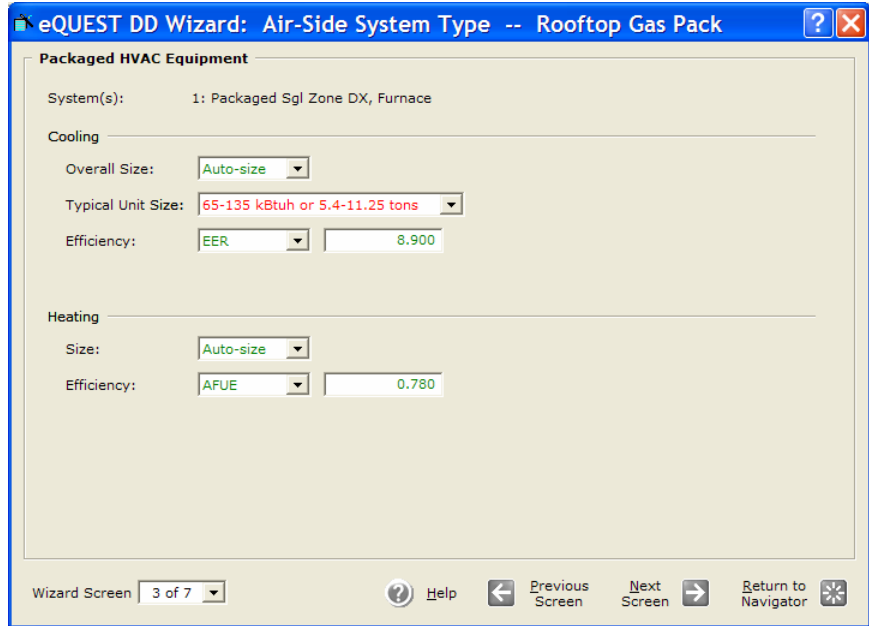 eQUEST DD Wizard: Air-Side System Type -- Rooftop Gas Pack ? X
Packaged HVAC Equipment
System(s): 1: Packaged Sgl Zone DX, Furnace
Cooling
Overall Size: Auto-size
Typical Unit Size: 65-135 kBtuh or 5.4-11.25 tons
Efficiency: EER 8.900
Heating
Size: Auto-size
Efficiency: AFUE 0.780
Wizard Screen 3 of 7 ? Help Previous Screen Next Screen Return to Navigator